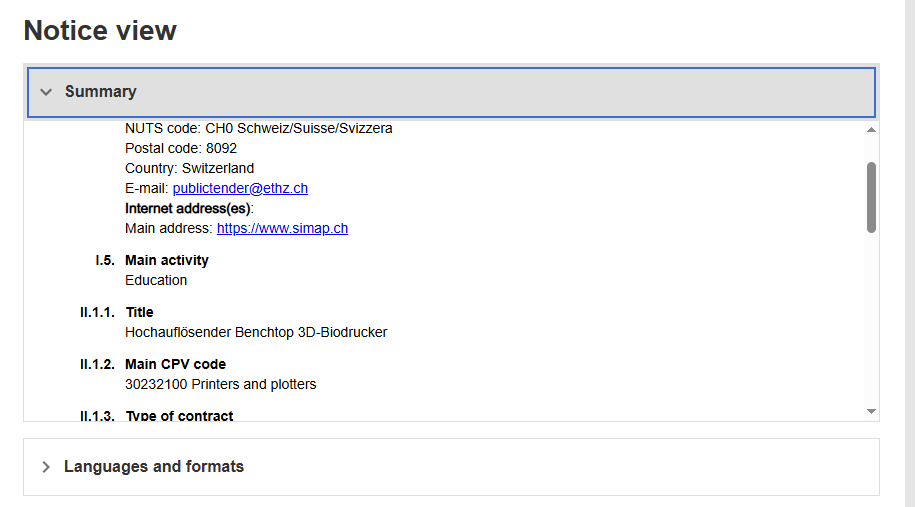 Notice view
Summary
NUTS code: CH0 Schweiz/Suisse/Svizzera
Postal code: 8092
Country: Switzerland
E-mail: publictender@ethz.ch
Internet address(es):
Main address: https://www.simap.ch
I.5. Main activity
Education
II.1.1. Title
Hochauflösender Benchtop 3D-Biodrucker
II.1.2. Main CPV code
30232100 Printers and plotters
II.1.3. Type of contract
Languages and formats